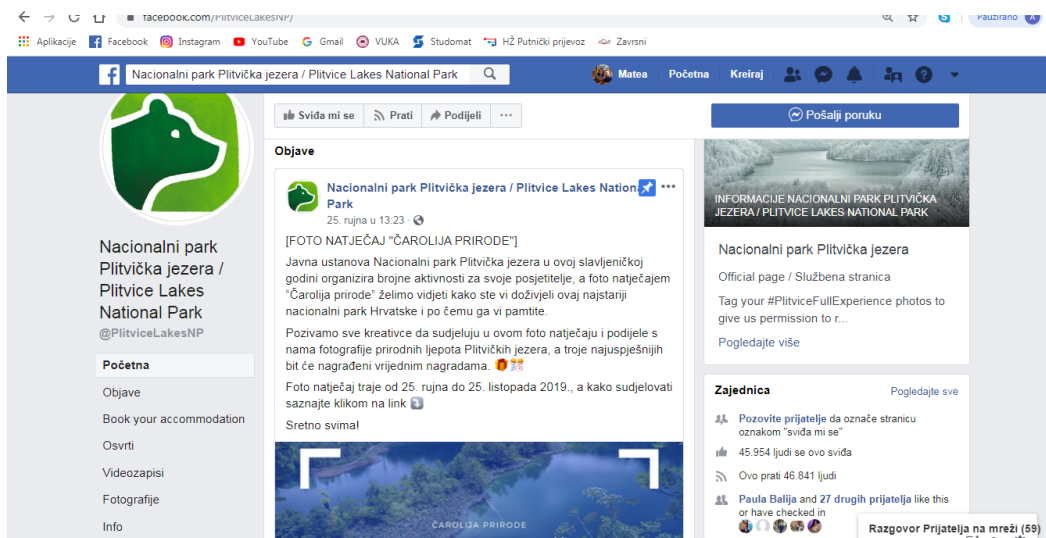 facebook.com/PlitviceLakesNP/
Pauzirano A
Aplikacije Facebook Instagram YouTube Gmail VUKA Studomat HŽ Putnički prijevoz Zavrsni
Nacionalni park Plitvička jezera / Plitvice Lakes National Park
Matea Početna Kreiraj
Nacionalni park
Plitvička jezera /
Plitvice Lakes
National Park
@PlitviceLakesNP
Početna
Objave
Book your accommodation
Osvrti
Videozapisi
Fotografije
Info
Sviđa mi se Prati Podijeli ...
Objave
Nacionalni park Plitvička jezera / Plitvice Lakes Nation
Park
25. rujna u 13:23 ·
[FOTO NATJEČAJ "ČAROLIJA PRIRODE"]
Javna ustanova Nacionalni park Plitvička jezera u ovoj slavljeničkoj
godini organizira brojne aktivnosti za svoje posjetitelje, a foto natječajem
"Čarolija prirode" želimo vidjeti kako ste vi doživjeli ovaj najstariji
nacionalni park Hrvatske i po čemu ga vi pamtite.
Pozivamo sve kreativce da sudjeluju u ovom foto natječaju i podijele s
nama fotografije prirodnih ljepota Plitvičkih jezera, a troje najuspješnijih
bit će nagrađeni vrijednim nagradama.
Foto natječaj traje od 25. rujna do 25. listopada 2019., a kako sudjelovati
saznajte klikom na link
Sretno svima!
ČAROLIJA PRIRODE
Pošalji poruku
INFORMACIJE NACIONALNI PARK PLITVIČKA
JEZERA / PLITVICE LAKES NATIONAL PARK
Nacionalni park Plitvička jezera
Official page / Službena stranica
Tag your #PlitviceFullExperience photos to
give us permission to r...
Pogledajte više
Zajednica Pogledajte sve
Pozovite prijatelje da označe stranicu
oznakom "sviđa mi se"
45.954 ljudi se ovo sviđa
Ovo prati 46.841 ljudi
Paula Balija and 27 drugih prijatelja like this
or have checked in
Razgovor Prijatelja na mreži (59)